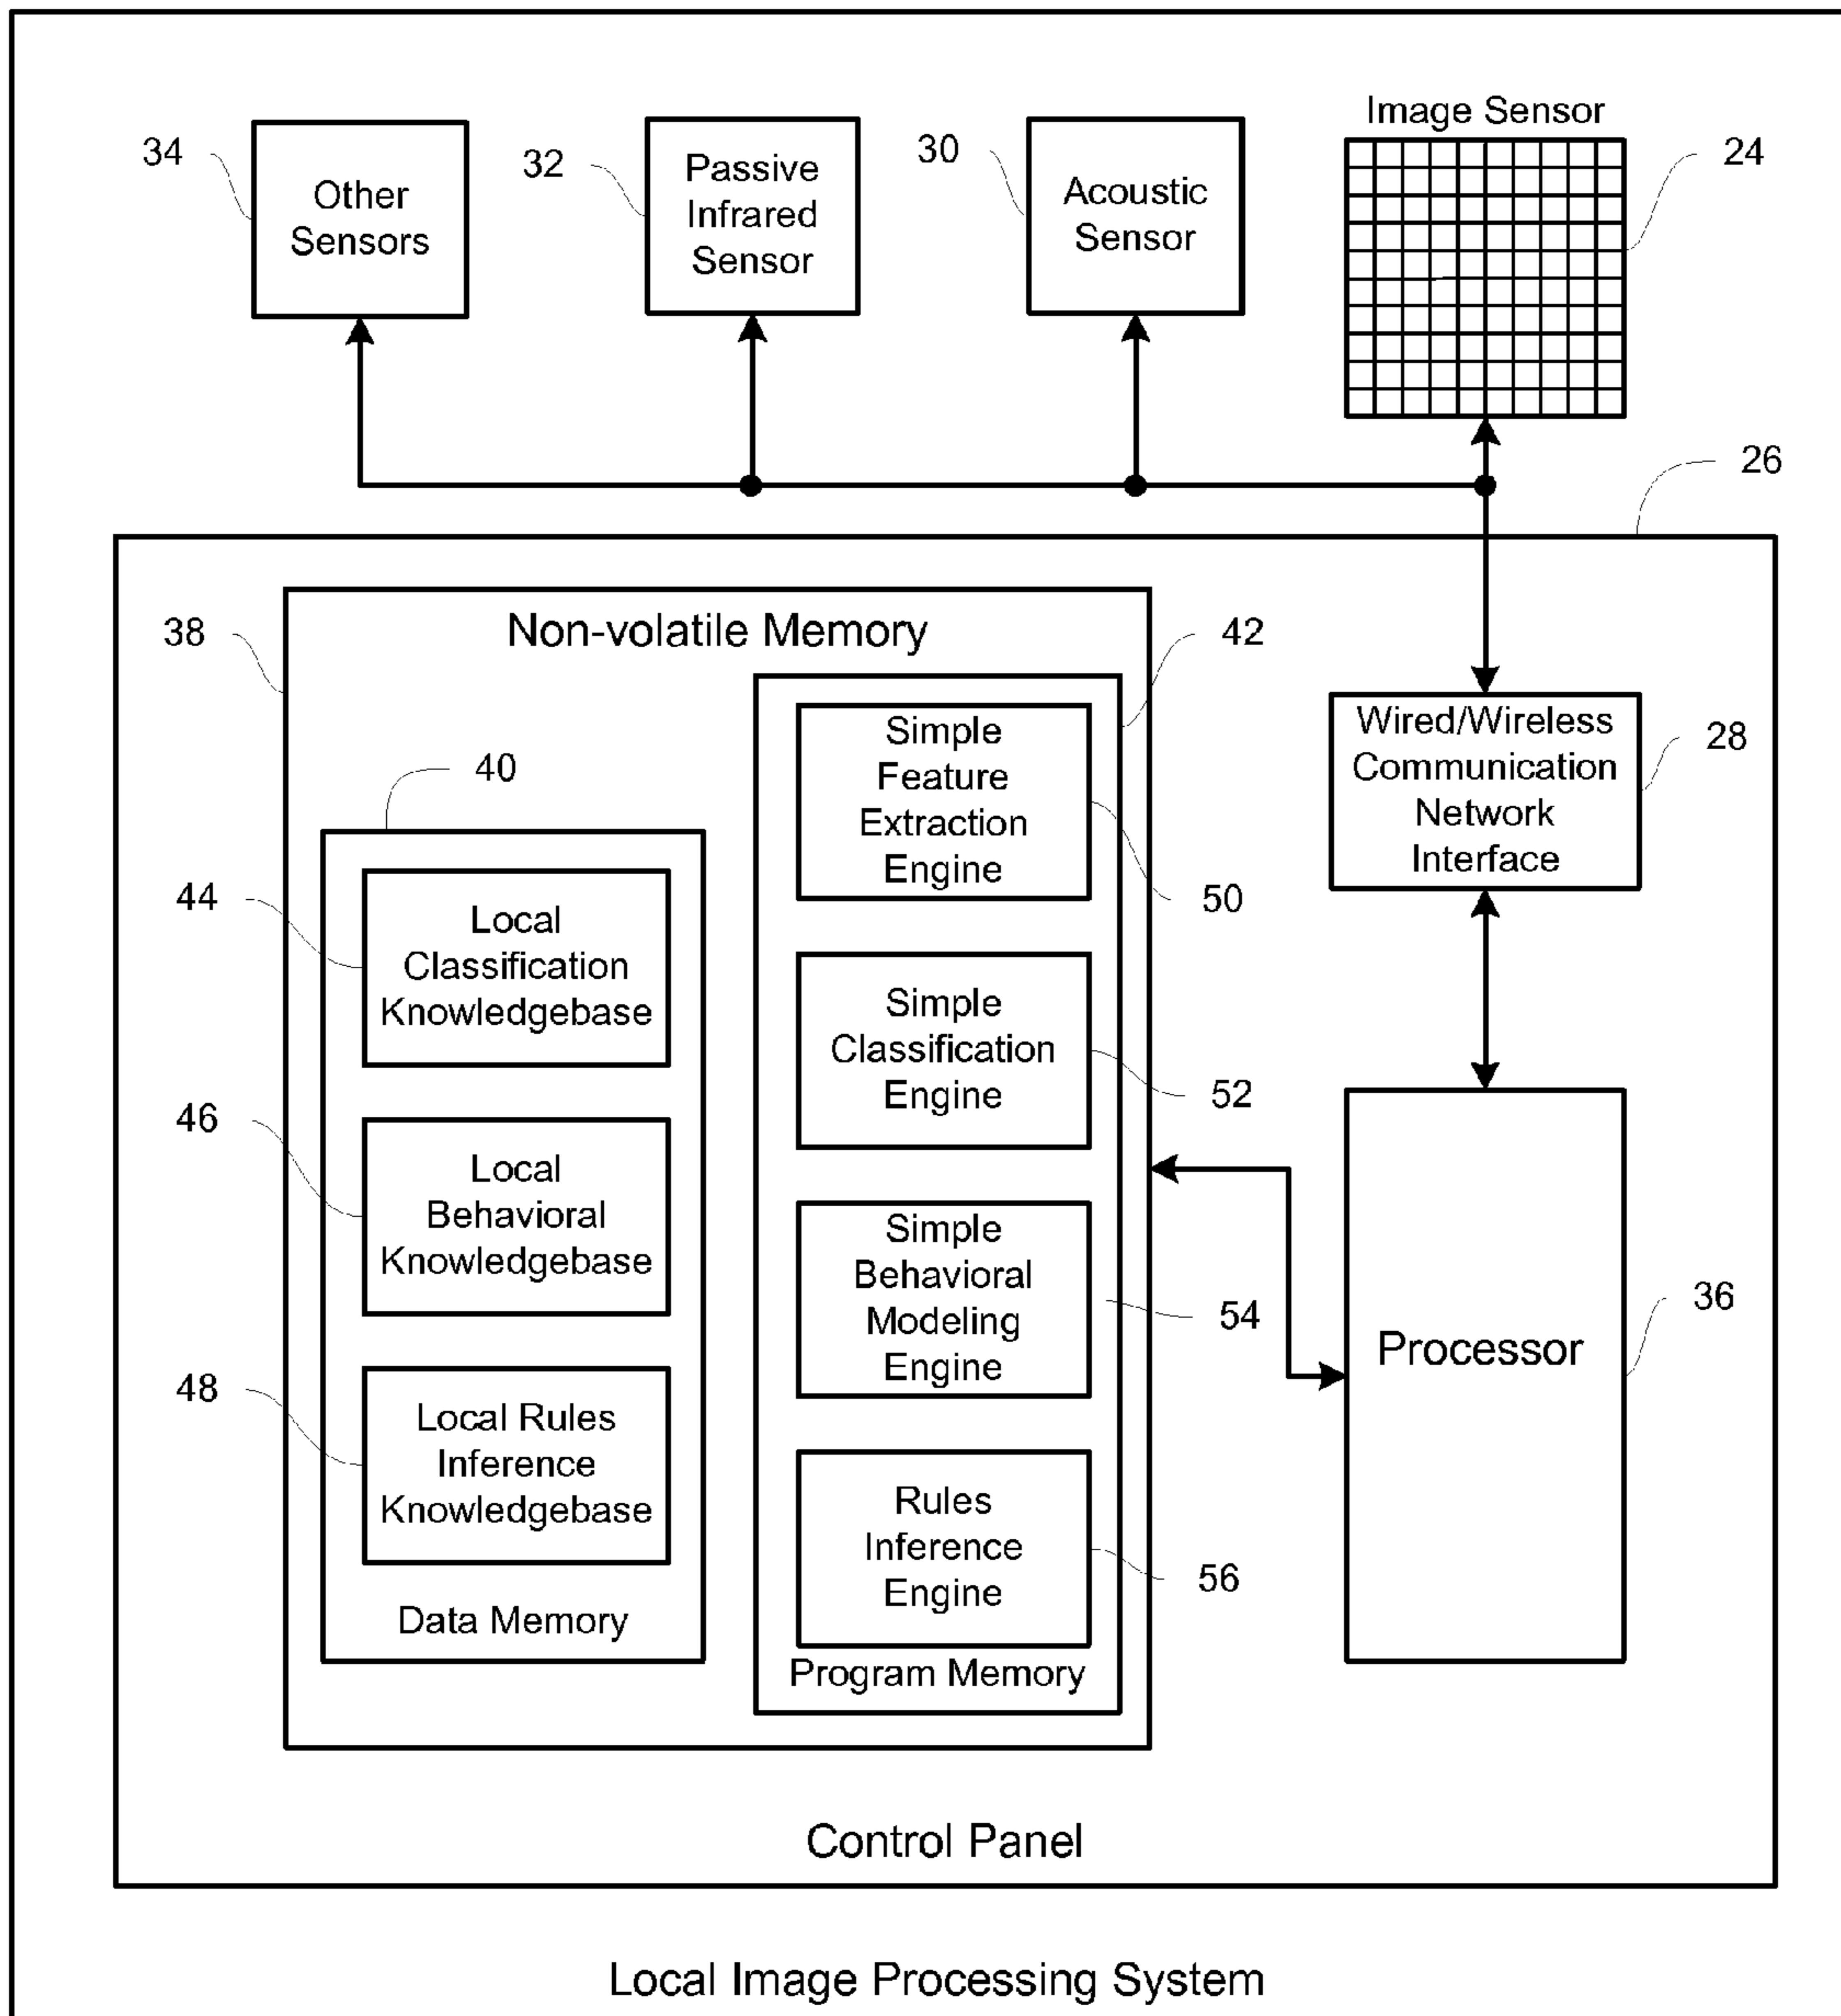 Image Sensor
34
Other
Sensors
32
Passive
Infrared
Sensor
30
Acoustic
Sensor
24
26
38
Non-volatile Memory
42
40
44
Local
Classification
Knowledgebase
46
Local
Behavioral
Knowledgebase
48
Local Rules
Inference
Knowledgebase
Data Memory
Simple
Feature
Extraction
Engine
50
Simple
Classification
Engine
52
Simple
Behavioral
Modeling
Engine
54
Rules
Inference
Engine
56
Program Memory
Wired/Wireless
Communication
Network
Interface
28
Processor
36
Control Panel
Local Image Processing System